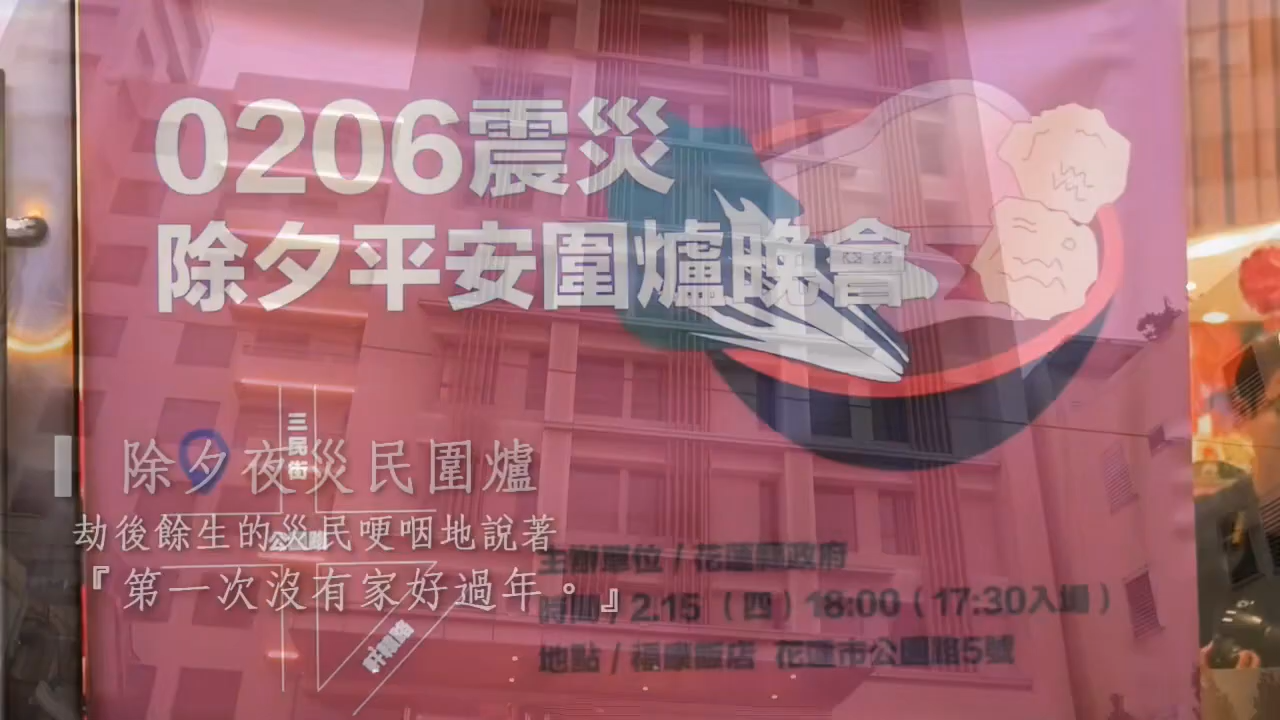 0206震災
除夕平安圍爐晚會
三民街
除夕夜災民圍爐
劫後餘生的災民哽咽地說著
『第一次沒有家好過年。』
主辦單位 / 花蓮縣政府
時間 / 2.15 （四）18:00（17:30入場）
地點 / 福康飯店 花蓮市公園路5號